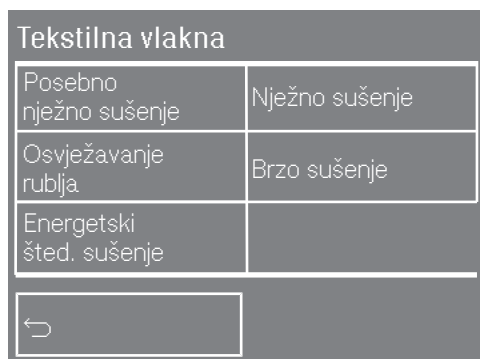 Tekstilna vlakna
Posebno
nježno sušenje
Nježno sušenje
Osvježavanje
rublja
Brzo sušenje
Energetski
šted. sušenje